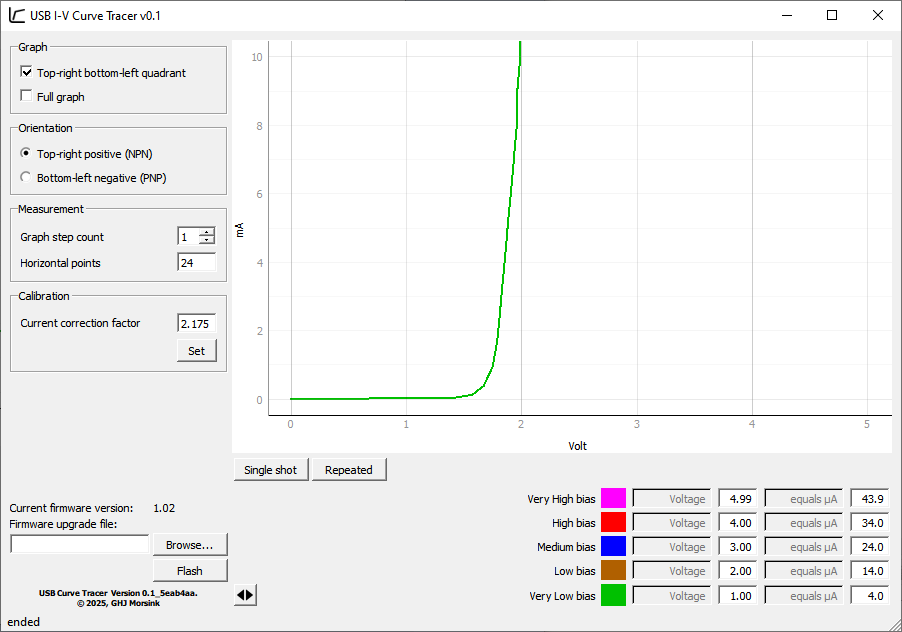 USB I-V Curve Tracer v0.1
Graph
Top-right bottom-left quadrant
Full graph
Orientation
Top-right positive (NPN)
Bottom-left negative (PNP)
Measurement
Graph step count 1
Horizontal points 24
Calibration
Current correction factor 2.175
Set
10
8
6
4
2
0
mA
0 1 2 3 4 5
Volt
Single shot Repeated
Very High bias Voltage 4.99 equals µA 43.9
High bias Voltage 4.00 equals µA 34.0
Medium bias Voltage 3.00 equals µA 24.0
Low bias Voltage 2.00 equals µA 14.0
Very Low bias Voltage 1.00 equals µA 4.0
Current firmware version: 1.02
Firmware upgrade file:
Browse...
Flash
USB Curve Tracer Version 0.1_5eab4aa.
© 2025, GHJ Morsink
ended